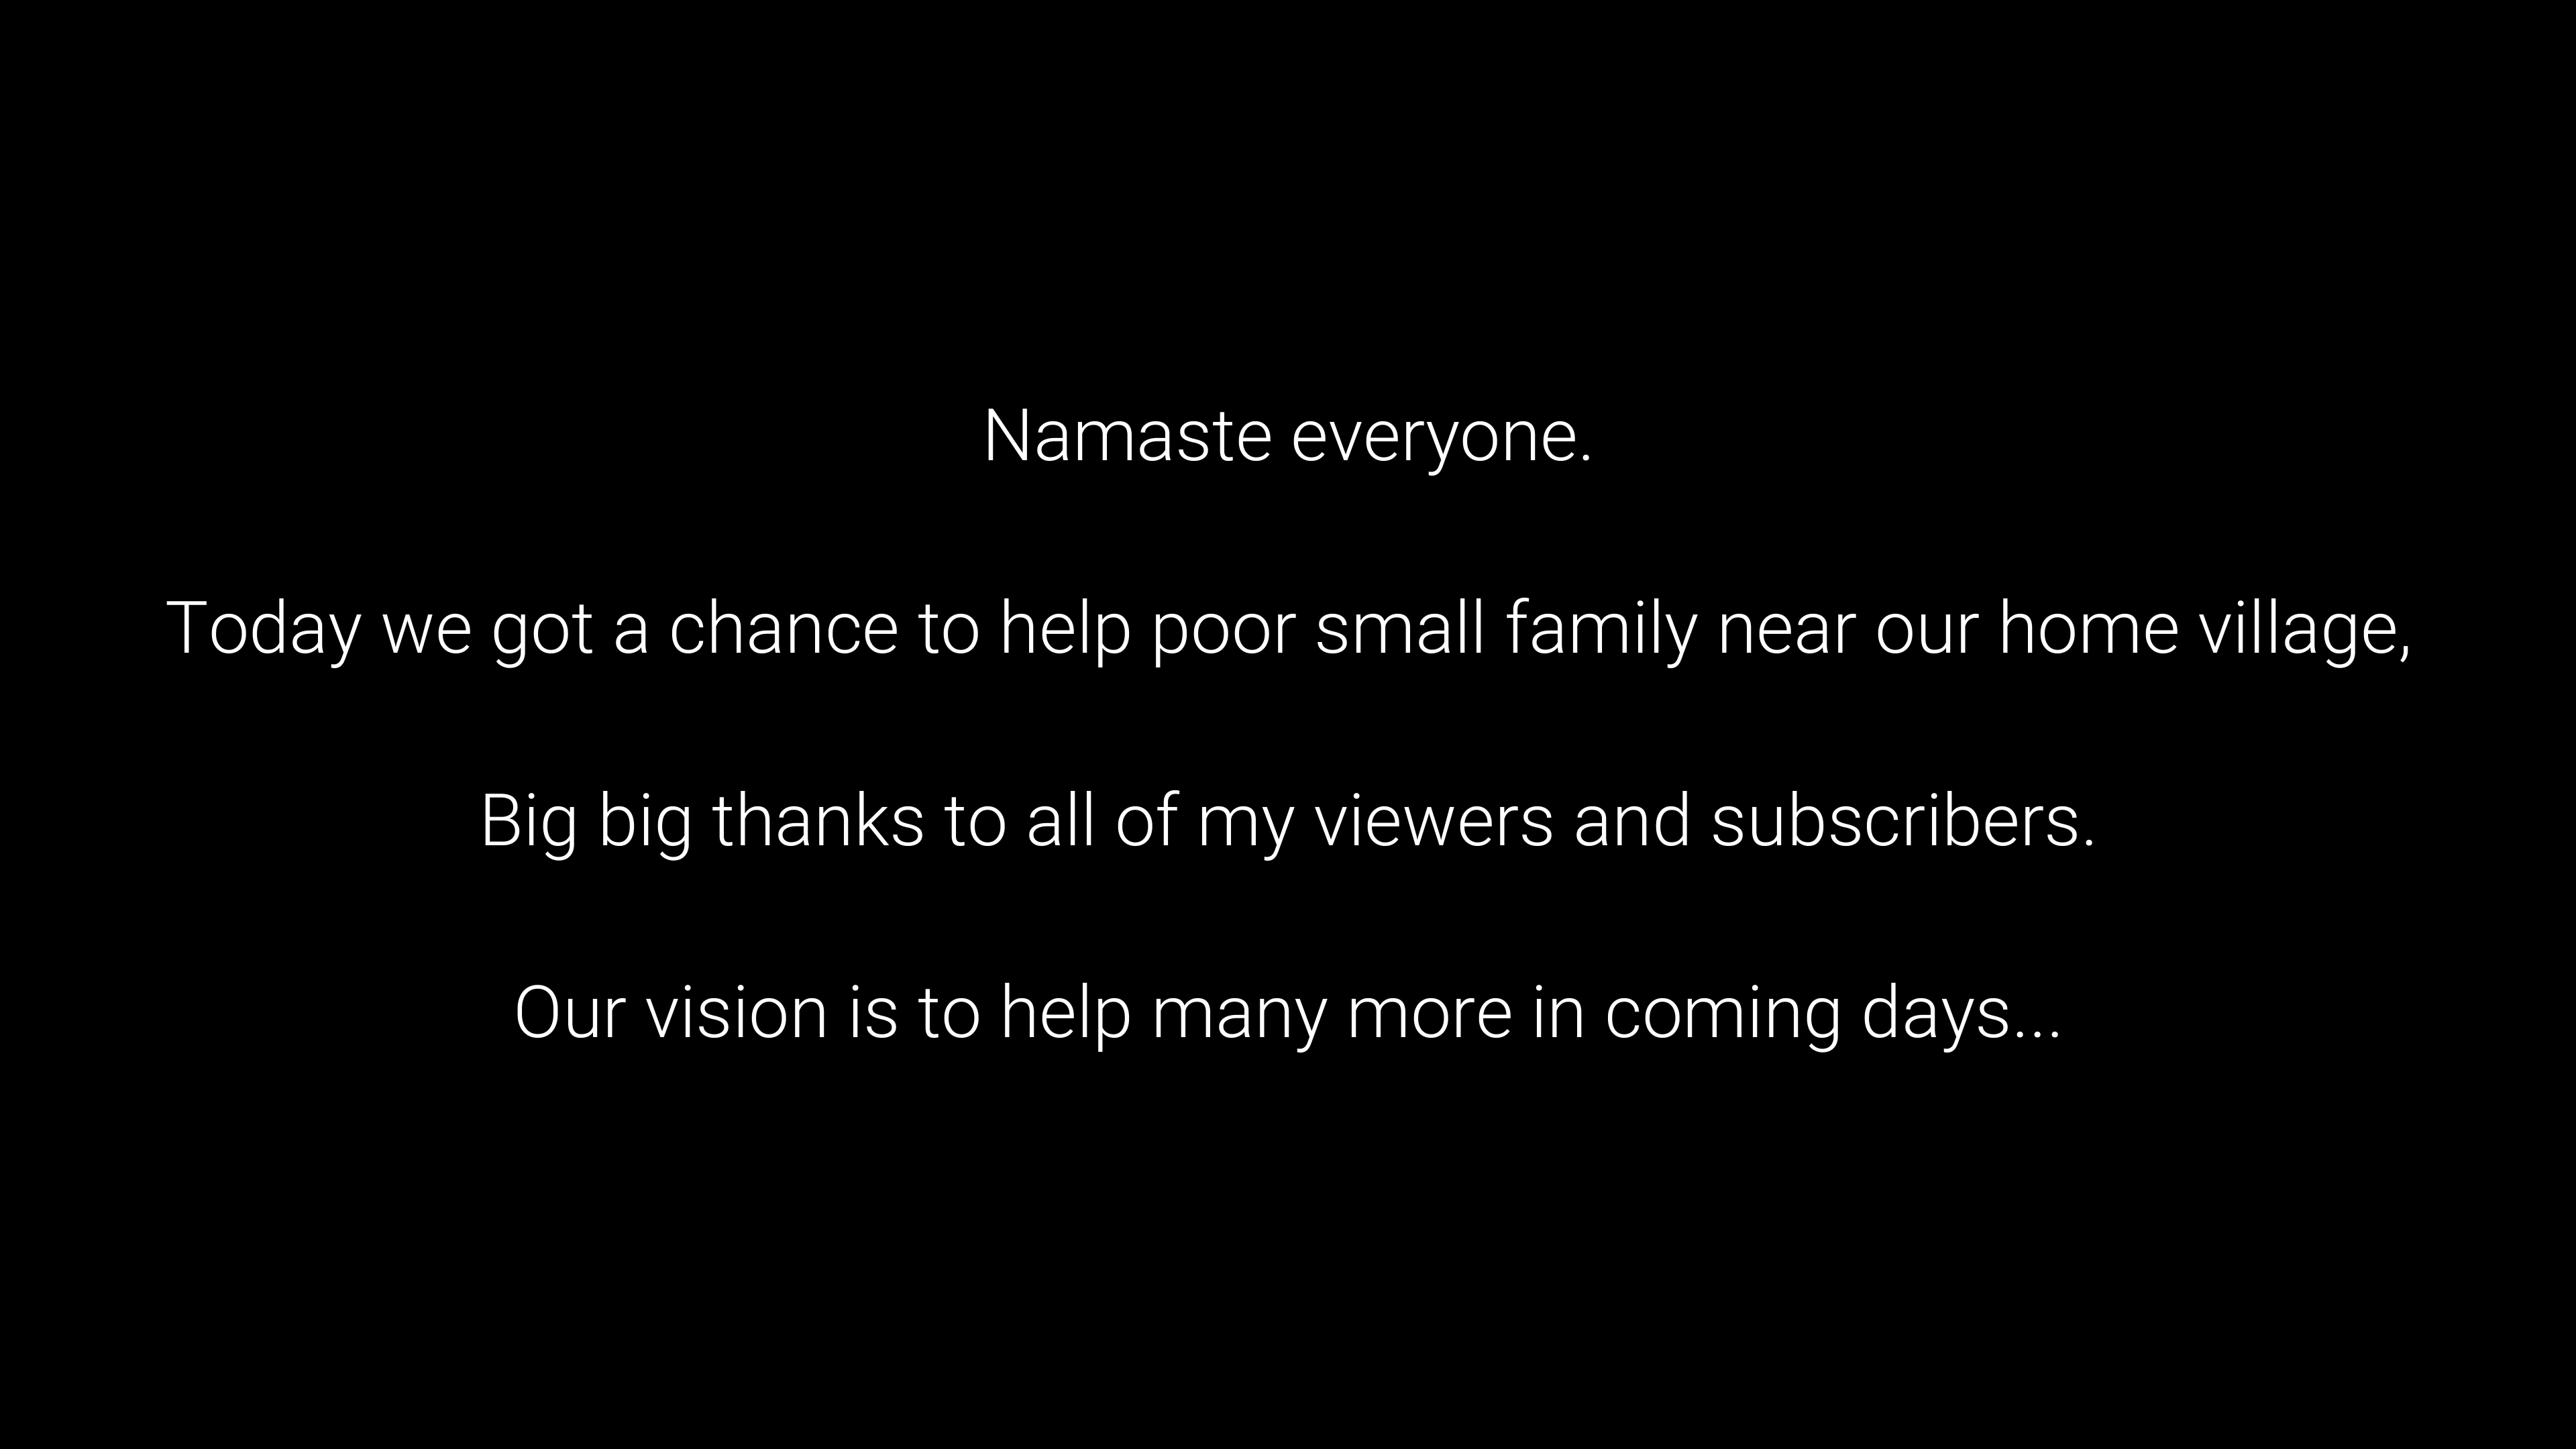 Namaste everyone.
Today we got a chance to help poor small family near our home village,
Big big thanks to all of my viewers and subscribers.
Our vision is to help many more in coming days...